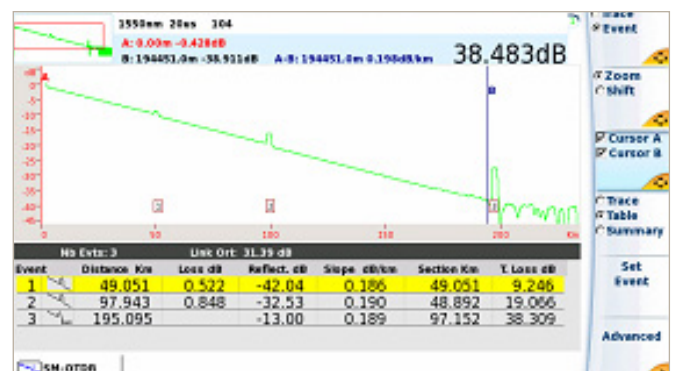 1550nm 20us 104
A: 0.00m -0.428dB
B: 194451.0m -38.911dB A-B: 194451.0m 0.198dB/km 38.483dB
Trace
Event
Zoom
Shift
Cursor A
Cursor B
Trace
Table
Summary
Set
Event
Advanced
A
B
dB
0
-5
-10
-15
-20
-25
-30
-35
-40
-45
0 50 100 150 200 Km
Nb Evts: 3 Link Orl: 31.39 dB
Event Distance Km Loss dB Reflect. dB Slope dB/km Section Km T. Loss dB
1 49.051 0.522 -42.04 0.186 49.051 9.246
2 97.943 0.848 -32.53 0.190 48.892 19.066
3 195.095 -13.00 0.189 97.152 38.309
SM-OTDR